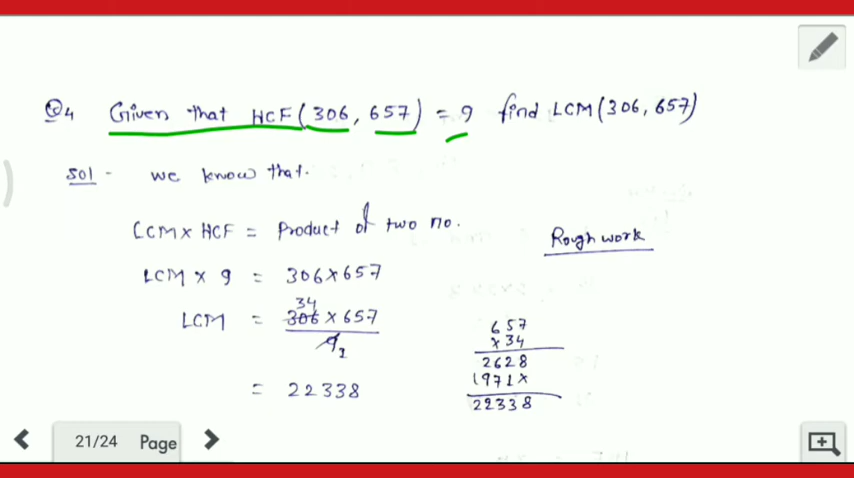 Q4 Given that HCF(306, 657) = 9 find LCM(306, 657)
Sol - we know that.
LCM x HCF = Product of two no.
LCM x 9 = 306x657
LCM = 306 x 657
34
9 1
= 22338
Rough work
657
x 34
2628
1971x
22338
21/24 Page